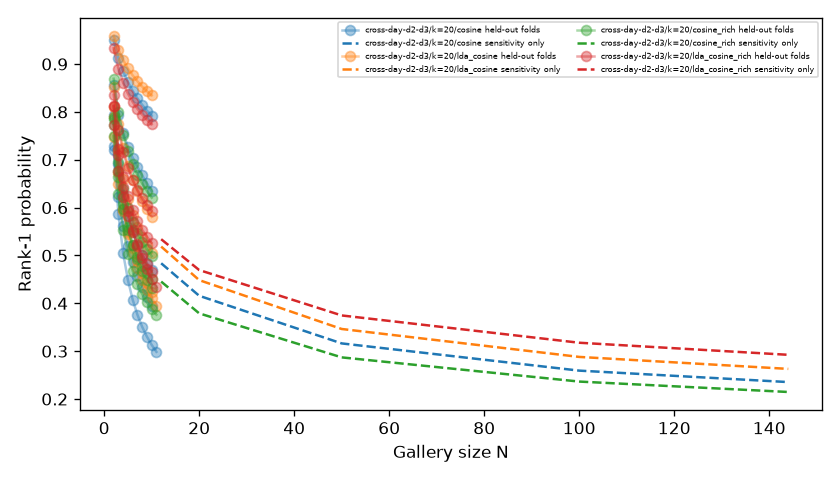 cross-day-d2-d3/k=20/cosine held-out folds
cross-day-d2-d3/k=20/cosine sensitivity only
cross-day-d2-d3/k=20/lda_cosine held-out folds
cross-day-d2-d3/k=20/lda_cosine sensitivity only
cross-day-d2-d3/k=20/cosine_rich held-out folds
cross-day-d2-d3/k=20/cosine_rich sensitivity only
cross-day-d2-d3/k=20/lda_cosine_rich held-out folds
cross-day-d2-d3/k=20/lda_cosine_rich sensitivity only
Rank-1 probability
0.9
0.8
0.7
0.6
0.5
0.4
0.3
0.2
0 20 40 60 80 100 120 140
Gallery size N